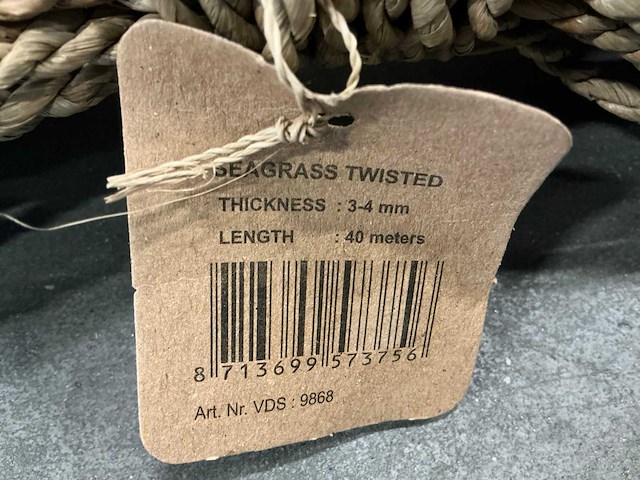 SEAGRASS TWISTED
THICKNESS : 3-4 mm
LENGTH : 40 meters
8 713699 573756
Art. Nr. VDS : 9868